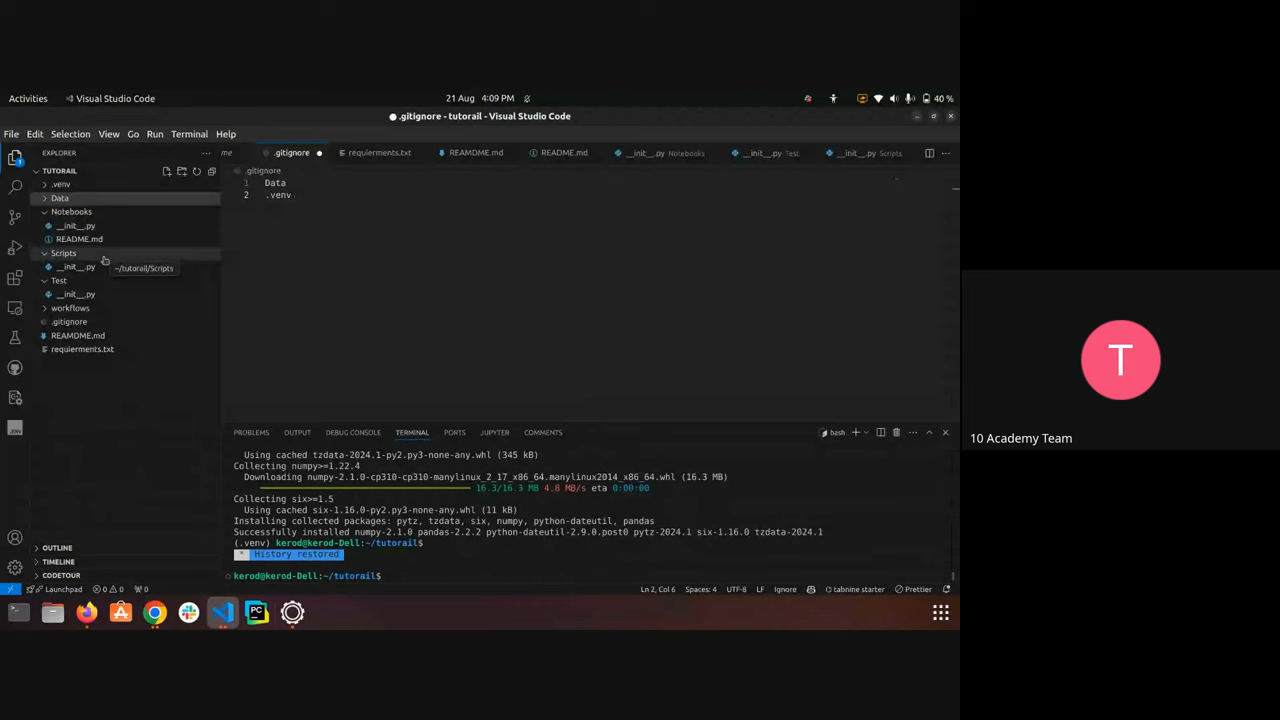 Activities
Visual Studio Code
21 Aug 4:09 PM
40 %
.gitignore - tutorail - Visual Studio Code
File Edit Selection View Go Run Terminal Help
EXPLORER
me
.gitignore
requierments.txt
REAMDME.md
README.md
__init__.py Notebooks
__init__.py Test
__init__.py Scripts
TUTORAIL
.venv
Data
Notebooks
__init__.py
README.md
Scripts
__init__.py
~/tutorail/Scripts
Test
__init__.py
workflows
.gitignore
REAMDME.md
requierments.txt
.gitignore
1 Data
2 .venv
PROBLEMS OUTPUT DEBUG CONSOLE TERMINAL PORTS JUPYTER COMMENTS
bash
Using cached tzdata-2024.1-py2.py3-none-any.whl (345 kB)
Collecting numpy>=1.22.4
Downloading numpy-2.1.0-cp310-cp310-manylinux_2_17_x86_64.manylinux2014_x86_64.whl (16.3 MB)
16.3/16.3 MB 4.8 MB/s eta 0:00:00
Collecting six>=1.5
Using cached six-1.16.0-py2.py3-none-any.whl (11 kB)
Installing collected packages: pytz, tzdata, six, numpy, python-dateutil, pandas
Successfully installed numpy-2.1.0 pandas-2.2.2 python-dateutil-2.9.0.post0 pytz-2024.1 six-1.16.0 tzdata-2024.1
(.venv) kerod@kerod-Dell:~/tutorail$
* History restored
kerod@kerod-Dell:~/tutorail$
OUTLINE
TIMELINE
CODETOUR
Launchpad 0 0 0
Ln 2, Col 6 Spaces: 4 UTF-8 LF Ignore tabnine starter Prettier
PC
T
10 Academy Team